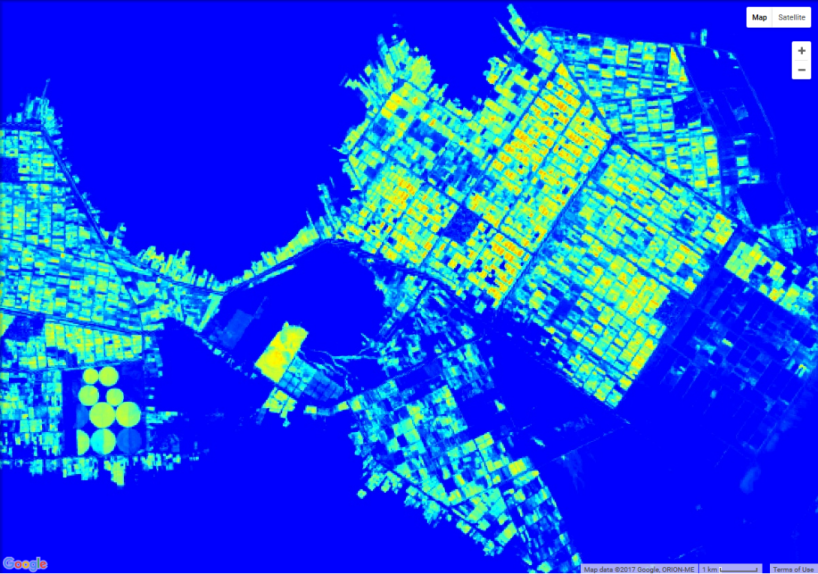 Map Satellite
+
−
Google
Map data ©2017 Google, ORION-ME 1 km Terms of Use